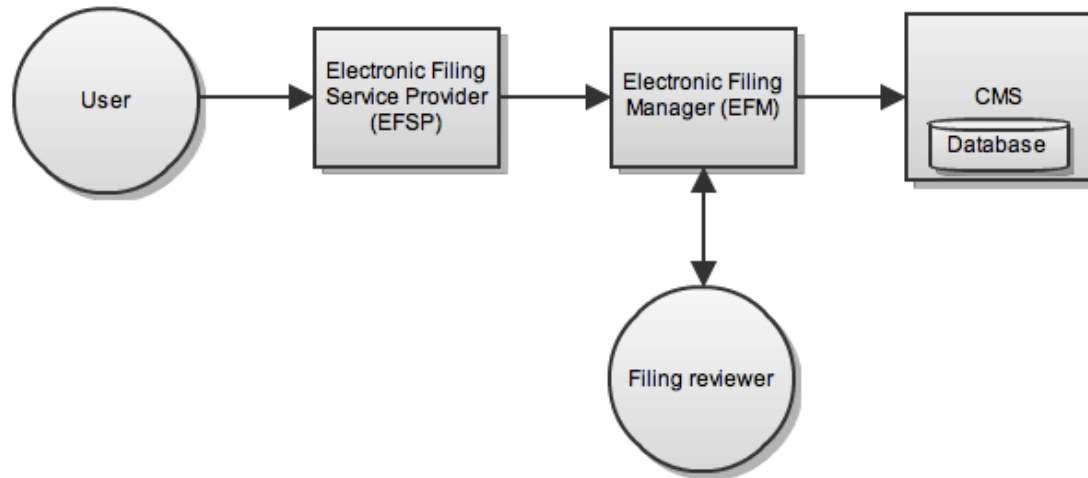 User
Electronic Filing
Service Provider
(EFSP)
Electronic Filing
Manager (EFM)
CMS
Database
Filing reviewer